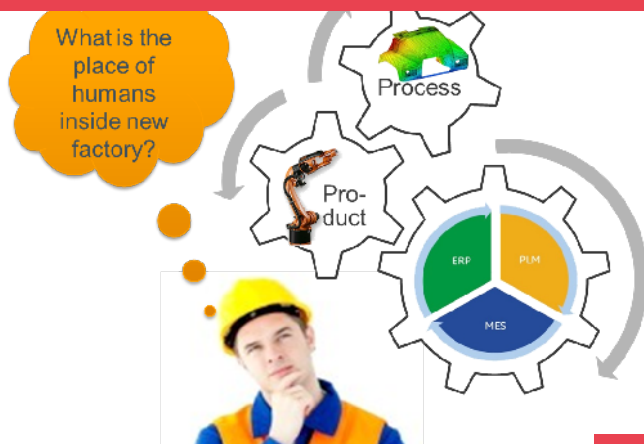 What is the
place of
humans
inside new
factory?
Process
Pro-
duct
ERP
PLM
MES